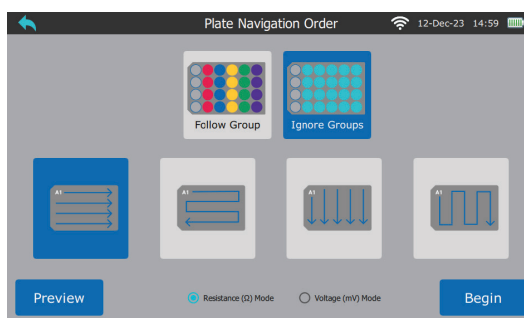 Plate Navigation Order
12-Dec-23 14:59
Follow Group
Ignore Groups
A1
A1
A1
A1
Preview
Resistance (Ω) Mode
Voltage (mV) Mode
Begin